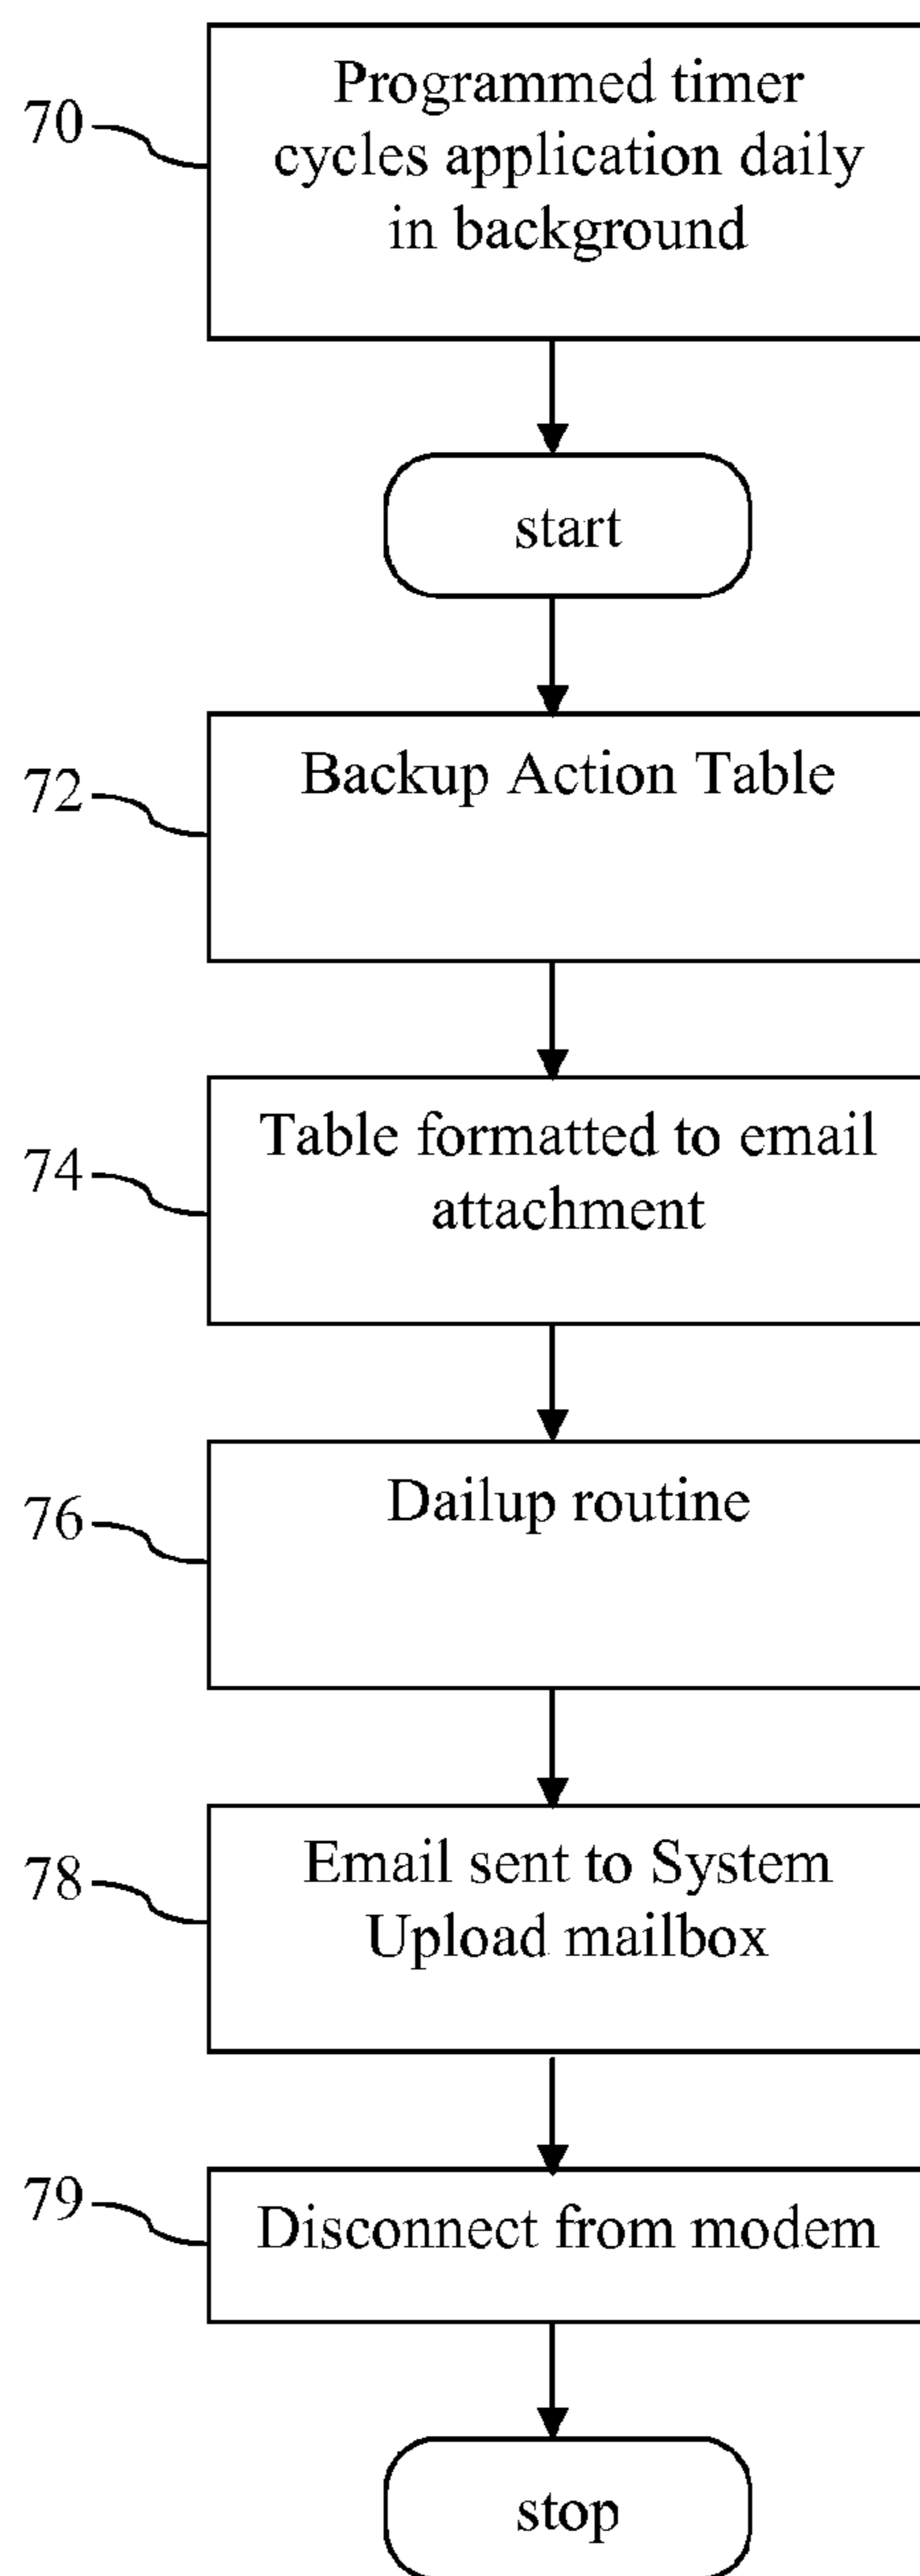 70
Programmed timer
cycles application daily
in background
start
72
Backup Action Table
74
Table formatted to email
attachment
76
Dailup routine
78
Email sent to System
Upload mailbox
79
Disconnect from modem
stop